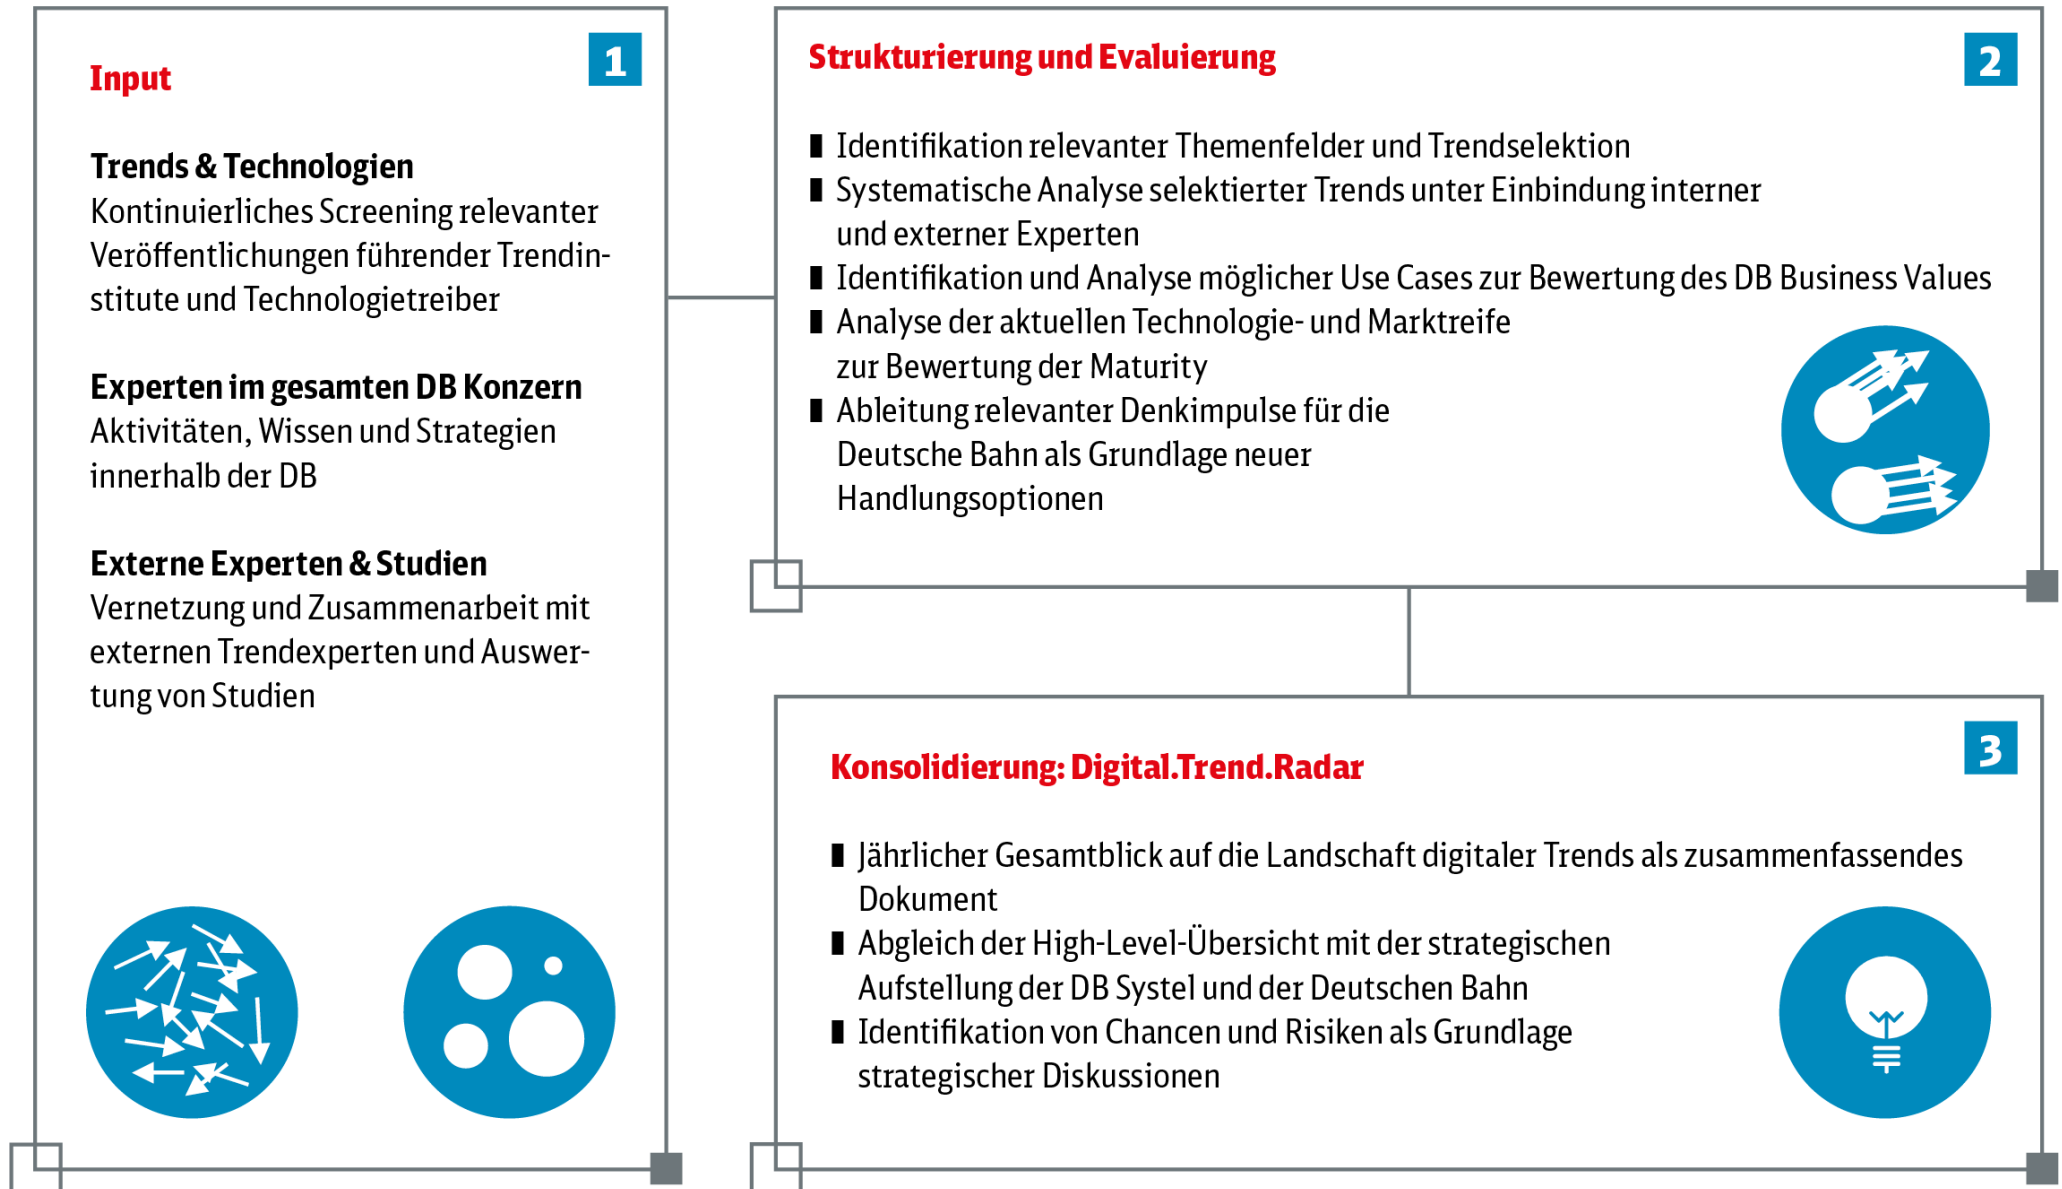 1
Input
Trends & Technologien
Kontinuierliches Screening relevanter
Veröffentlichungen führender Trendin-
stitute und Technologietreiber
Experten im gesamten DB Konzern
Aktivitäten, Wissen und Strategien
innerhalb der DB
Externe Experten & Studien
Vernetzung und Zusammenarbeit mit
externen Trendexperten und Auswer-
tung von Studien
2
Strukturierung und Evaluierung
Identifikation relevanter Themenfelder und Trendselektion
Systematische Analyse selektierter Trends unter Einbindung interner
und externer Experten
Identifikation und Analyse möglicher Use Cases zur Bewertung des DB Business Values
Analyse der aktuellen Technologie- und Marktreife
zur Bewertung der Maturity
Ableitung relevanter Denkimpulse für die
Deutsche Bahn als Grundlage neuer
Handlungsoptionen
3
Konsolidierung: Digital.Trend.Radar
Jährlicher Gesamtblick auf die Landschaft digitaler Trends als zusammenfassendes
Dokument
Abgleich der High-Level-Übersicht mit der strategischen
Aufstellung der DB Systel und der Deutschen Bahn
Identifikation von Chancen und Risiken als Grundlage
strategischer Diskussionen